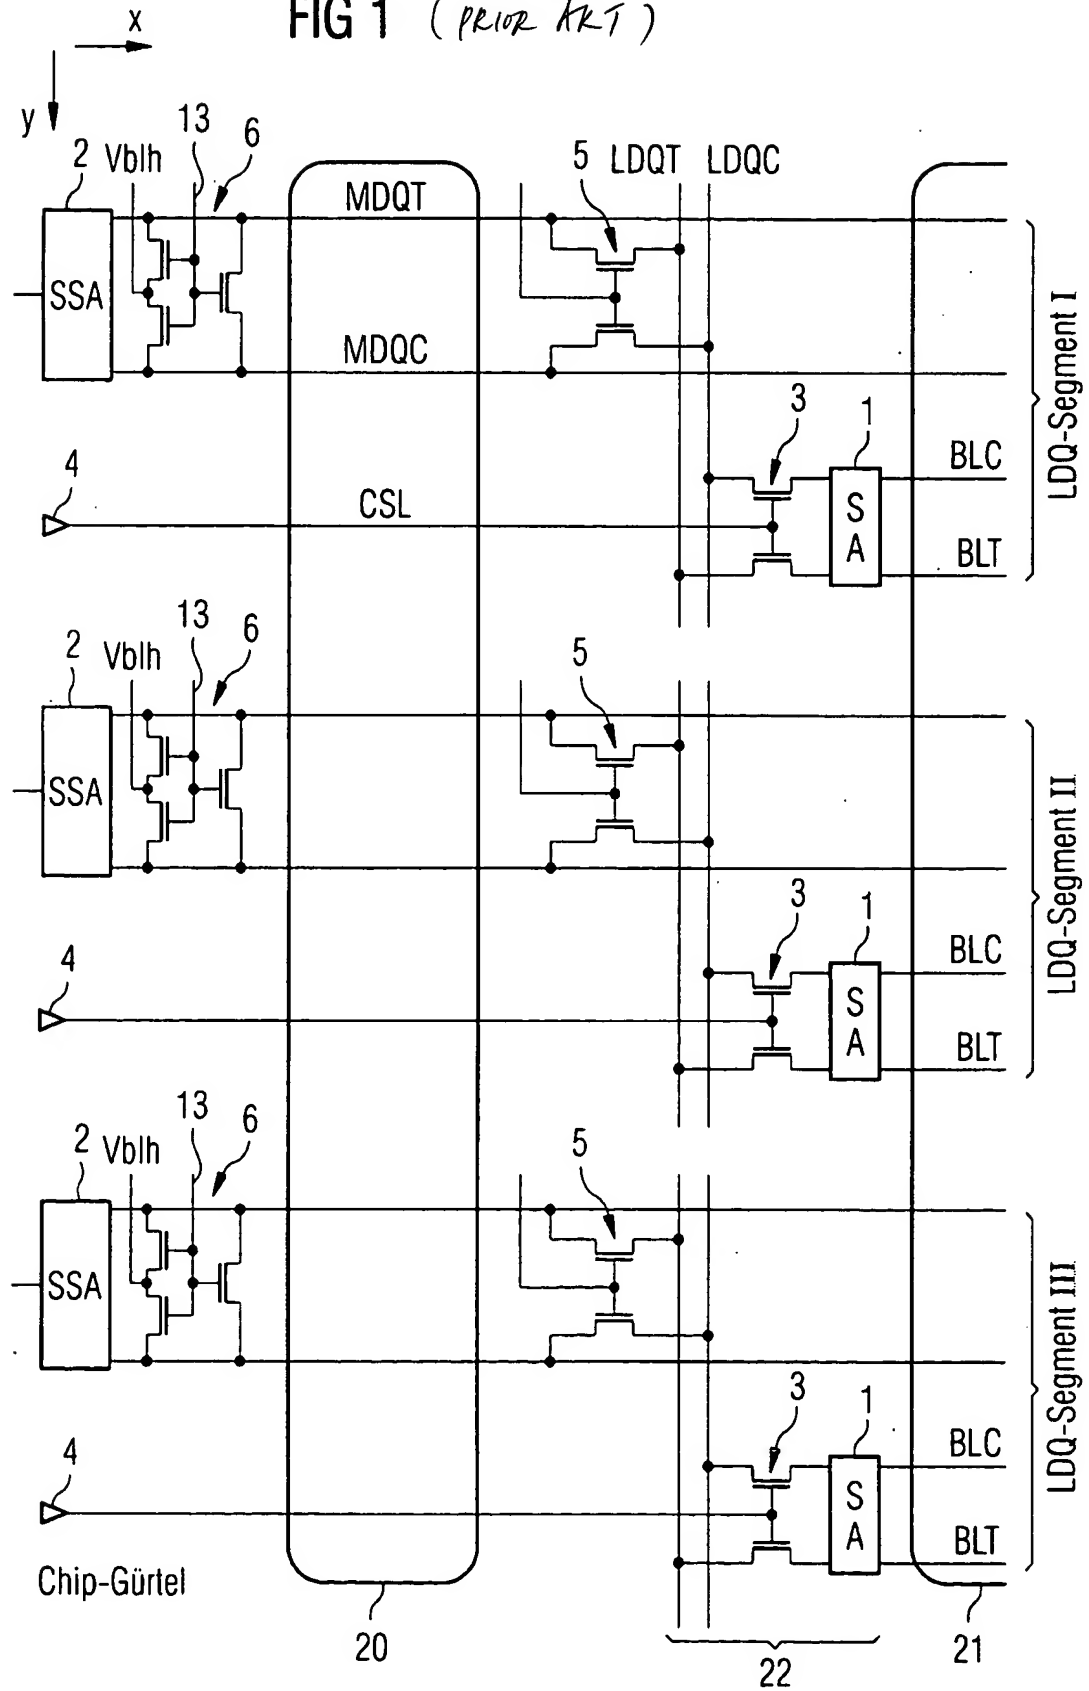 FIG 1 (PRIOR ART)
x
y
2 Vblh 13 6
5 LDQT LDQC
MDQT
SSA
MDQC
LDQ-Segment I
3 1
4
BLC
CSL
S
A
BLT
2 Vblh 13 6
5
SSA
LDQ-Segment II
3 1
4
BLC
S
A
BLT
2 Vblh 13 6
5
SSA
LDQ-Segment III
3 1
4
BLC
S
A
BLT
Chip-Gürtel
20
22
21